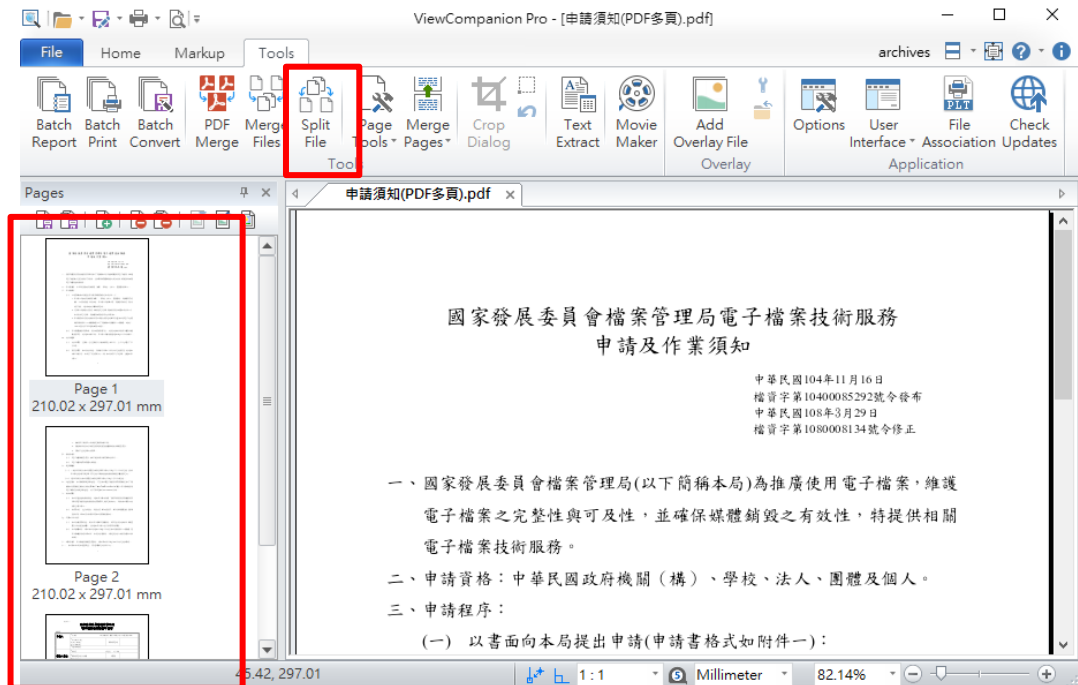 ViewCompanion Pro - [申請須知(PDF多頁).pdf]
File Home Markup Tools archives
Batch Report
Batch Print
Batch Convert
PDF Merge
Merge Files
Split File
Page Tools
Merge Pages
Crop Dialog
Text Extract
Movie Maker
Add Overlay File
Options
User Interface
PLT
File Association
Check Updates
Tools Overlay Application
Pages
申請須知(PDF多頁).pdf
Page 1
210.02 x 297.01 mm
Page 2
210.02 x 297.01 mm
國家發展委員會檔案管理局電子檔案技術服務
申請及作業須知
中華民國104年11月16日
檔資字第10400085292號令發布
中華民國108年3月29日
檔資字第1080008134號令修正
一、國家發展委員會檔案管理局(以下簡稱本局)為推廣使用電子檔案，維護
電子檔案之完整性與可及性，並確保媒體銷毀之有效性，特提供相關
電子檔案技術服務。
二、申請資格：中華民國政府機關（構）、學校、法人、團體及個人。
三、申請程序：
(一) 以書面向本局提出申請(申請書格式如附件一)：
45.42, 297.01 1 : 1 Millimeter 82.14%